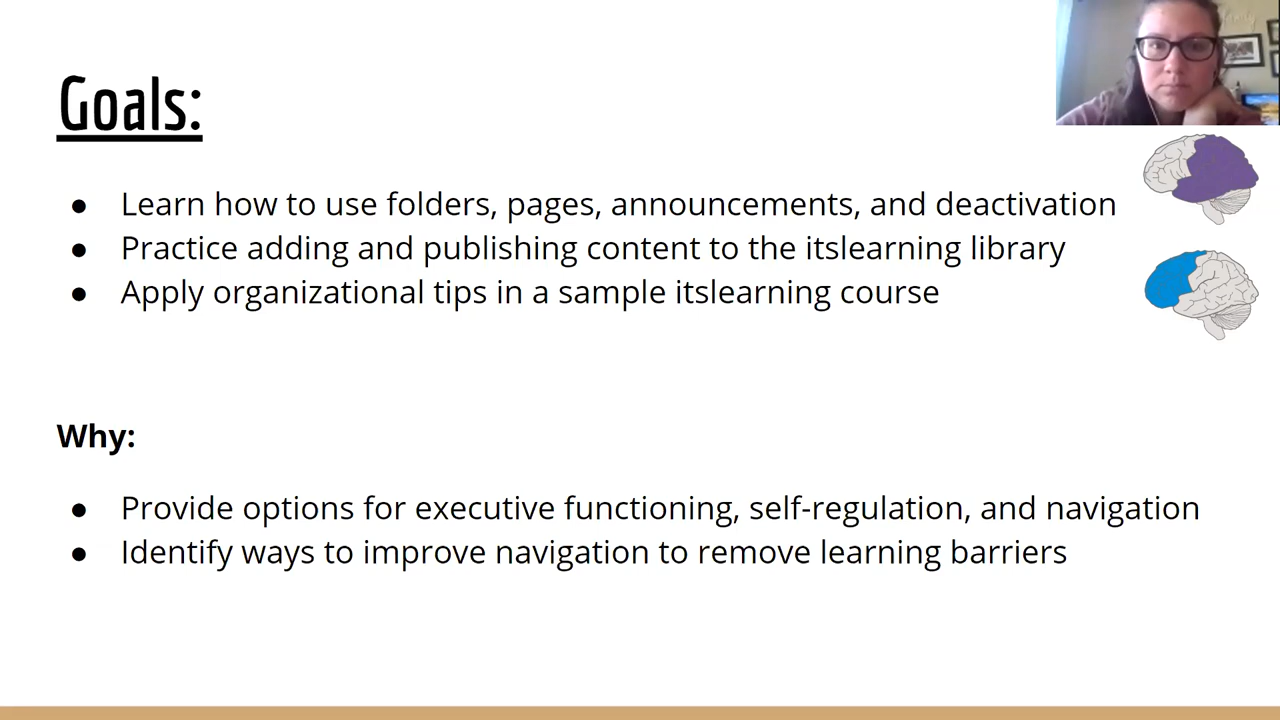 Goals:
● Learn how to use folders, pages, announcements, and deactivation
● Practice adding and publishing content to the itslearning library
● Apply organizational tips in a sample itslearning course
Why:
● Provide options for executive functioning, self-regulation, and navigation
● Identify ways to improve navigation to remove learning barriers